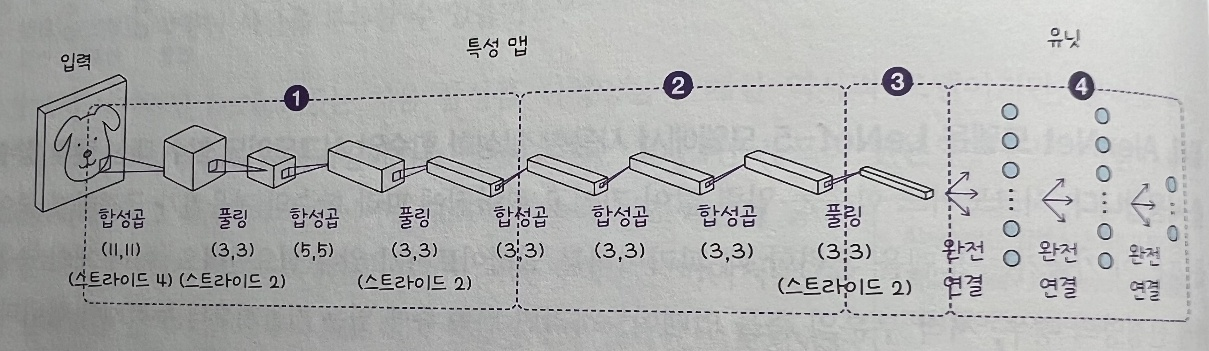 특성 맵
유닛
입력
1
2
3
4
합성곱 풀링 합성곱 풀링 합성곱 합성곱 합성곱 풀링
(11,11) (3,3) (5,5) (3,3) (3,3) (3,3) (3,3) (3,3) 완전 완전 완전
(스트라이드 4) (스트라이드 2) (스트라이드 2) (스트라이드 2) 연결 연결 연결